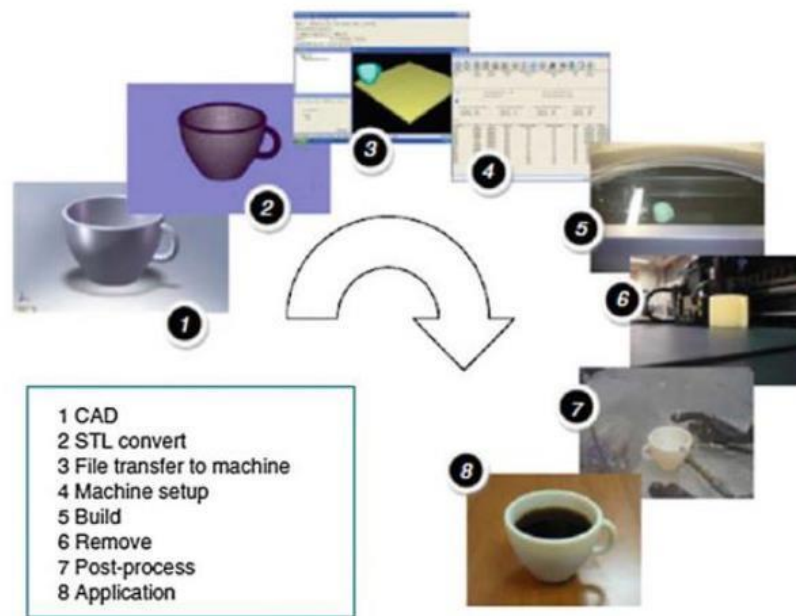 3
4
2
5
1
6
7
8
1 CAD
2 STL convert
3 File transfer to machine
4 Machine setup
5 Build
6 Remove
7 Post-process
8 Application